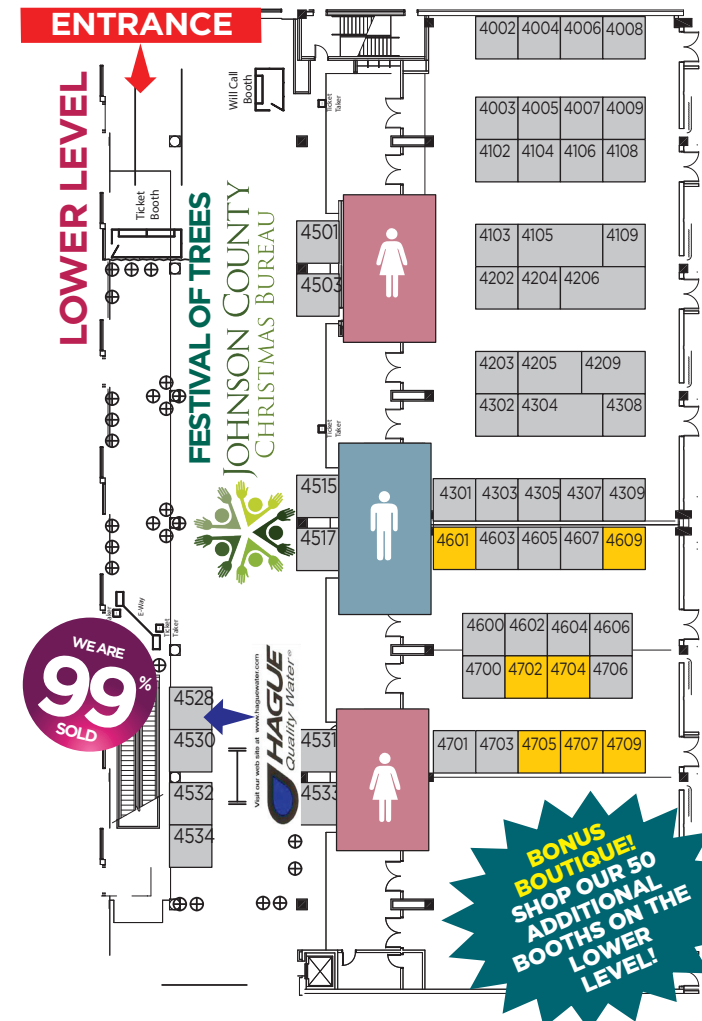 ENTRANCE
LOWER LEVEL
Ticket
Booth
Will Call
Booth
Ticket
Taker
FESTIVAL OF TREES
JOHNSON COUNTY
CHRISTMAS BUREAU
4002 4004 4006 4008
4003 4005 4007 4009
4102 4104 4106 4108
4501
4503
4103 4105 4109
4202 4204 4206
4203 4205 4209
4302 4304 4308
Ticket
Taker
4515
4517
4301 4303 4305 4307 4309
4601 4603 4605 4607 4609
E-Way
Ticket
Taker
4600 4602 4604 4606
4700 4702 4704 4706
WE ARE
99%
SOLD
4528
4530
4532
4534
Visit our web site at www.haguewater.com
HAGUE
Quality Water®
4531
4533
4701 4703 4705 4707 4709
BONUS
BOUTIQUE!
SHOP OUR 50
ADDITIONAL
BOOTHS ON THE
LOWER
LEVEL!